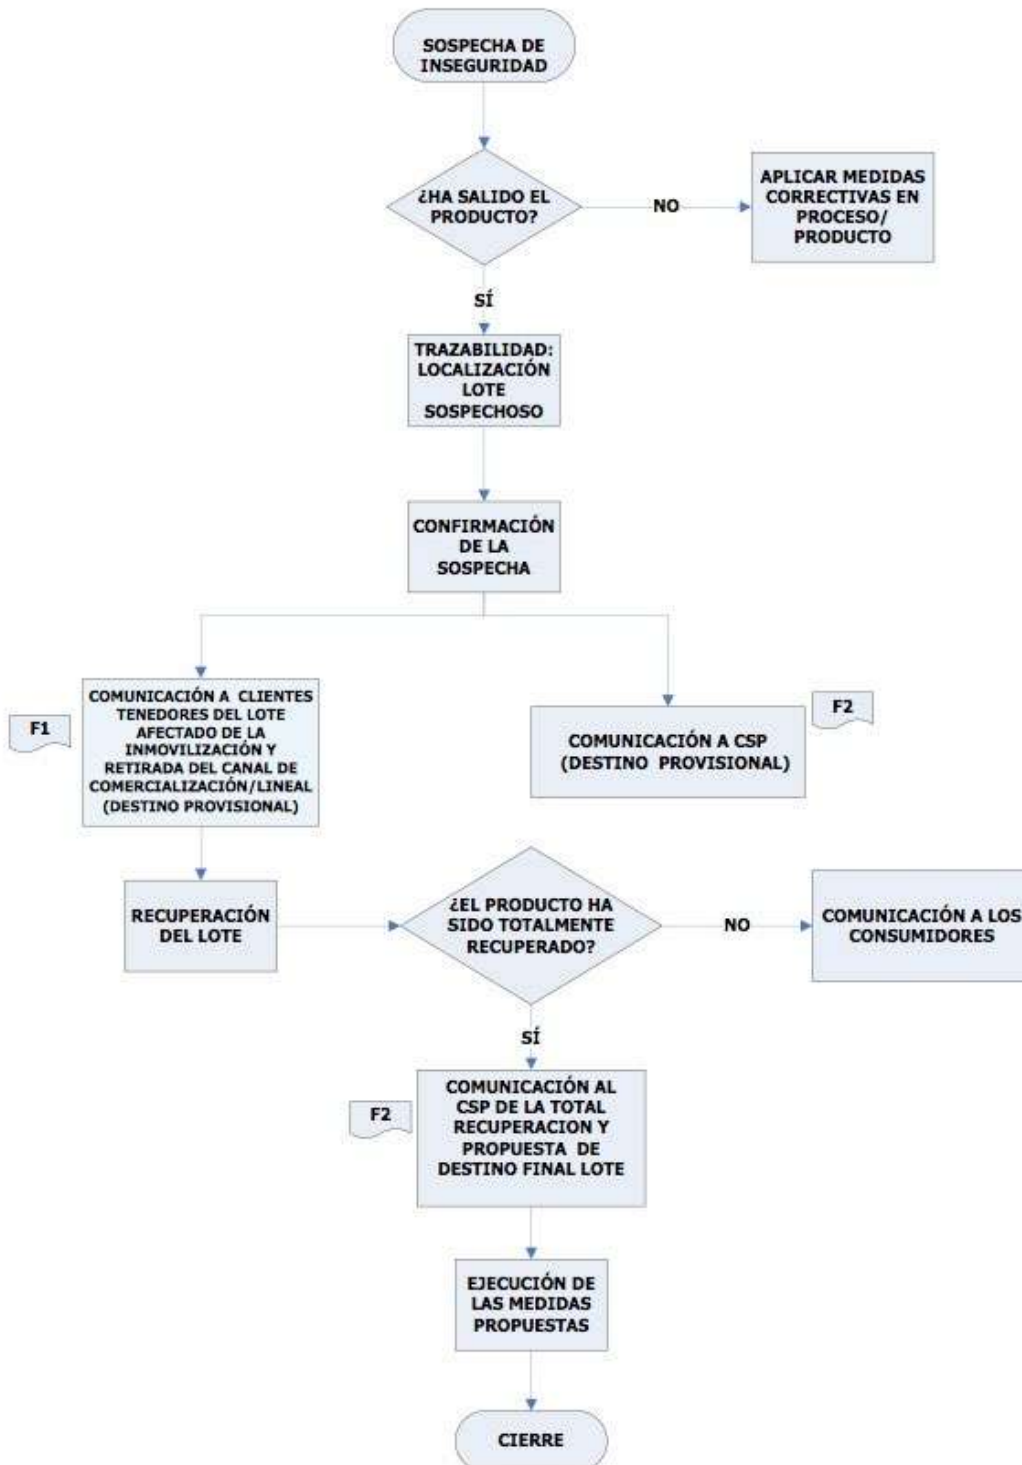 SOSPECHA DE
INSEGURIDAD
¿HA SALIDO EL
PRODUCTO?
NO
APLICAR MEDIDAS
CORRECTIVAS EN
PROCESO/
PRODUCTO
SÍ
TRAZABILIDAD:
LOCALIZACIÓN
LOTE
SOSPECHOSO
CONFIRMACIÓN
DE LA
SOSPECHA
F1
COMUNICACIÓN A CLIENTES
TENEDORES DEL LOTE
AFECTADO DE LA
INMOVILIZACIÓN Y
RETIRADA DEL CANAL DE
COMERCIALIZACIÓN/LINEAL
(DESTINO PROVISIONAL)
F2
COMUNICACIÓN A CSP
(DESTINO PROVISIONAL)
RECUPERACIÓN
DEL LOTE
¿EL PRODUCTO HA
SIDO TOTALMENTE
RECUPERADO?
NO
COMUNICACIÓN A LOS
CONSUMIDORES
SÍ
F2
COMUNICACIÓN AL
CSP DE LA TOTAL
RECUPERACION Y
PROPUESTA DE
DESTINO FINAL LOTE
EJECUCIÓN DE
LAS MEDIDAS
PROPUESTAS
CIERRE